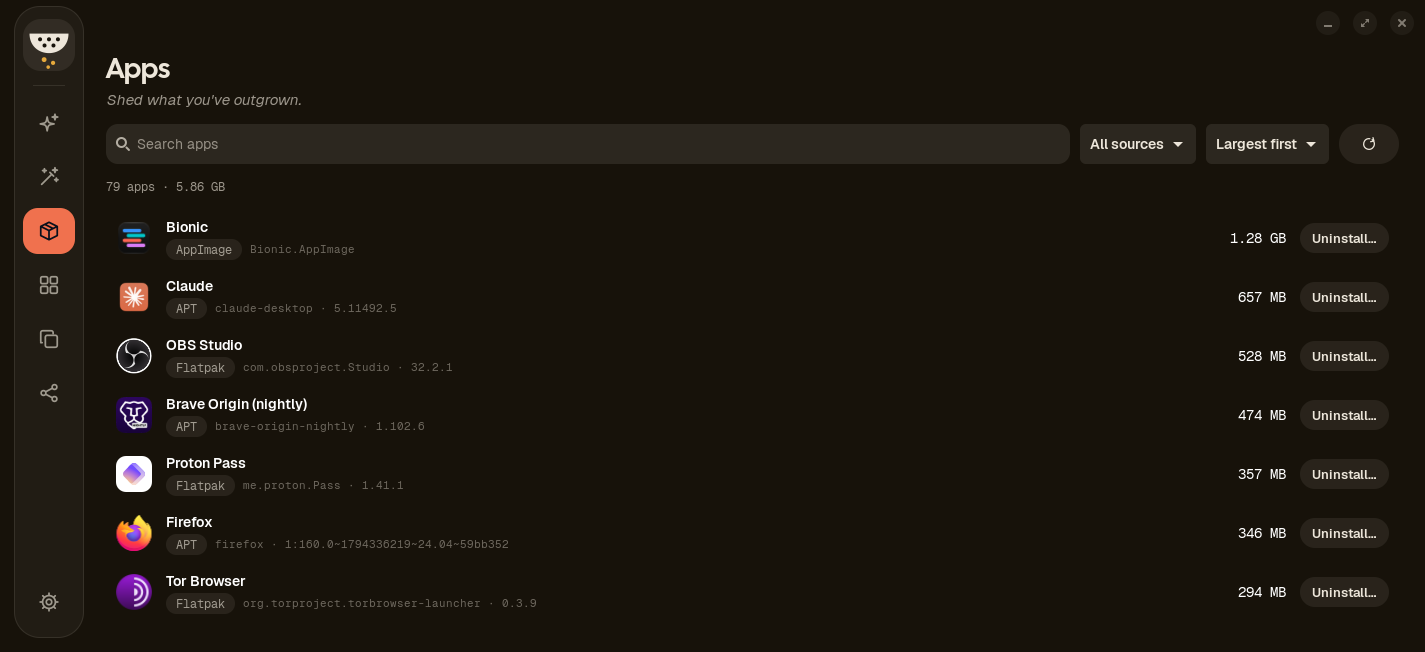 Apps
Shed what you've outgrown.
Search apps
All sources
Largest first
79 apps · 5.86 GB
Bionic
AppImage Bionic.AppImage
1.28 GB Uninstall...
Claude
APT claude-desktop · 5.11492.5
657 MB Uninstall...
OBS Studio
Flatpak com.obsproject.Studio · 32.2.1
528 MB Uninstall...
Brave Origin (nightly)
APT brave-origin-nightly · 1.102.6
474 MB Uninstall...
Proton Pass
Flatpak me.proton.Pass · 1.41.1
357 MB Uninstall...
Firefox
APT firefox · 1:160.0~1794336219~24.04~59bb352
346 MB Uninstall...
Tor Browser
Flatpak org.torproject.torbrowser-launcher · 0.3.9
294 MB Uninstall...